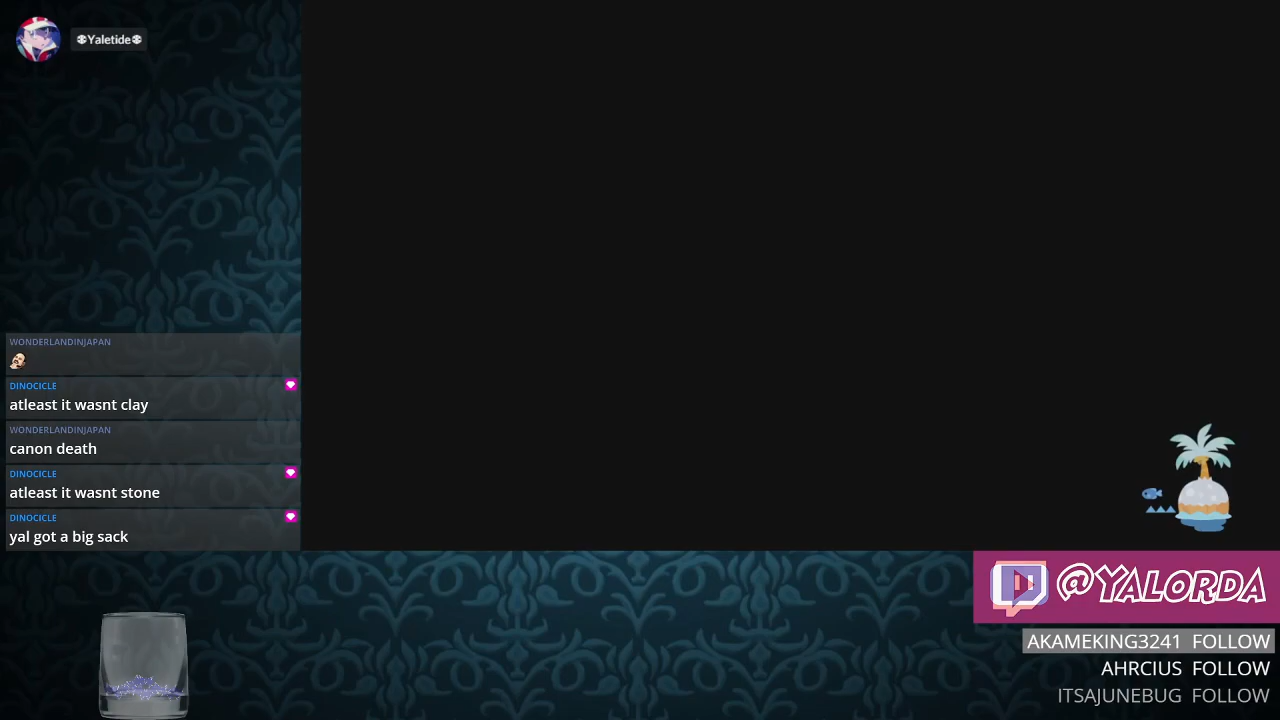 Yaletide
WONDERLANDINJAPAN
DINOCICLE
atleast it wasnt clay
WONDERLANDINJAPAN
canon death
DINOCICLE
atleast it wasnt stone
DINOCICLE
yal got a big sack
@YALORDA
AKAMEKING3241 FOLLOW
AHRCIUS FOLLOW
ITSAJUNEBUG FOLLOW